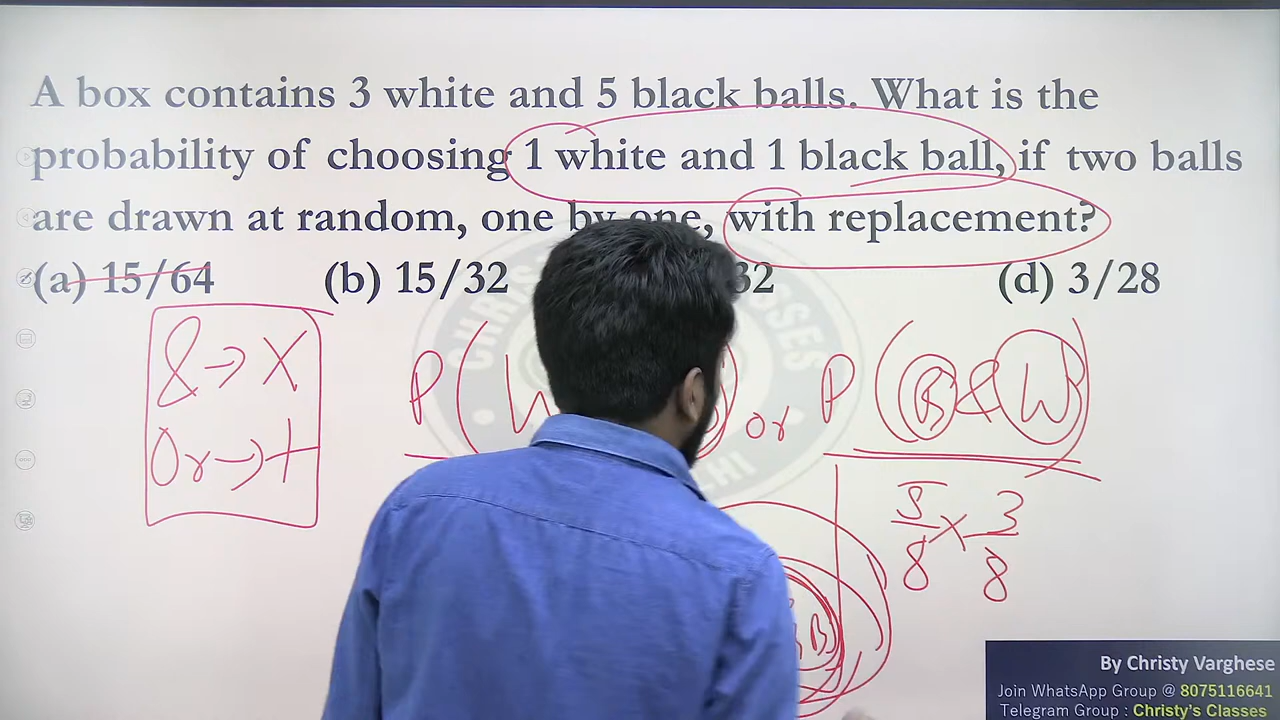 A box contains 3 white and 5 black balls. What is the
probability of choosing 1 white and 1 black ball, if two balls
are drawn at random, one by one, with replacement?
(a) 15/64 (b) 15/32 32 (d) 3/28
& → X
Or → +
P ( W or P ( B & W )
5/8 × 3/8
B
By Christy Varghese
Join WhatsApp Group @ 8075116641
Telegram Group : Christy's Classes